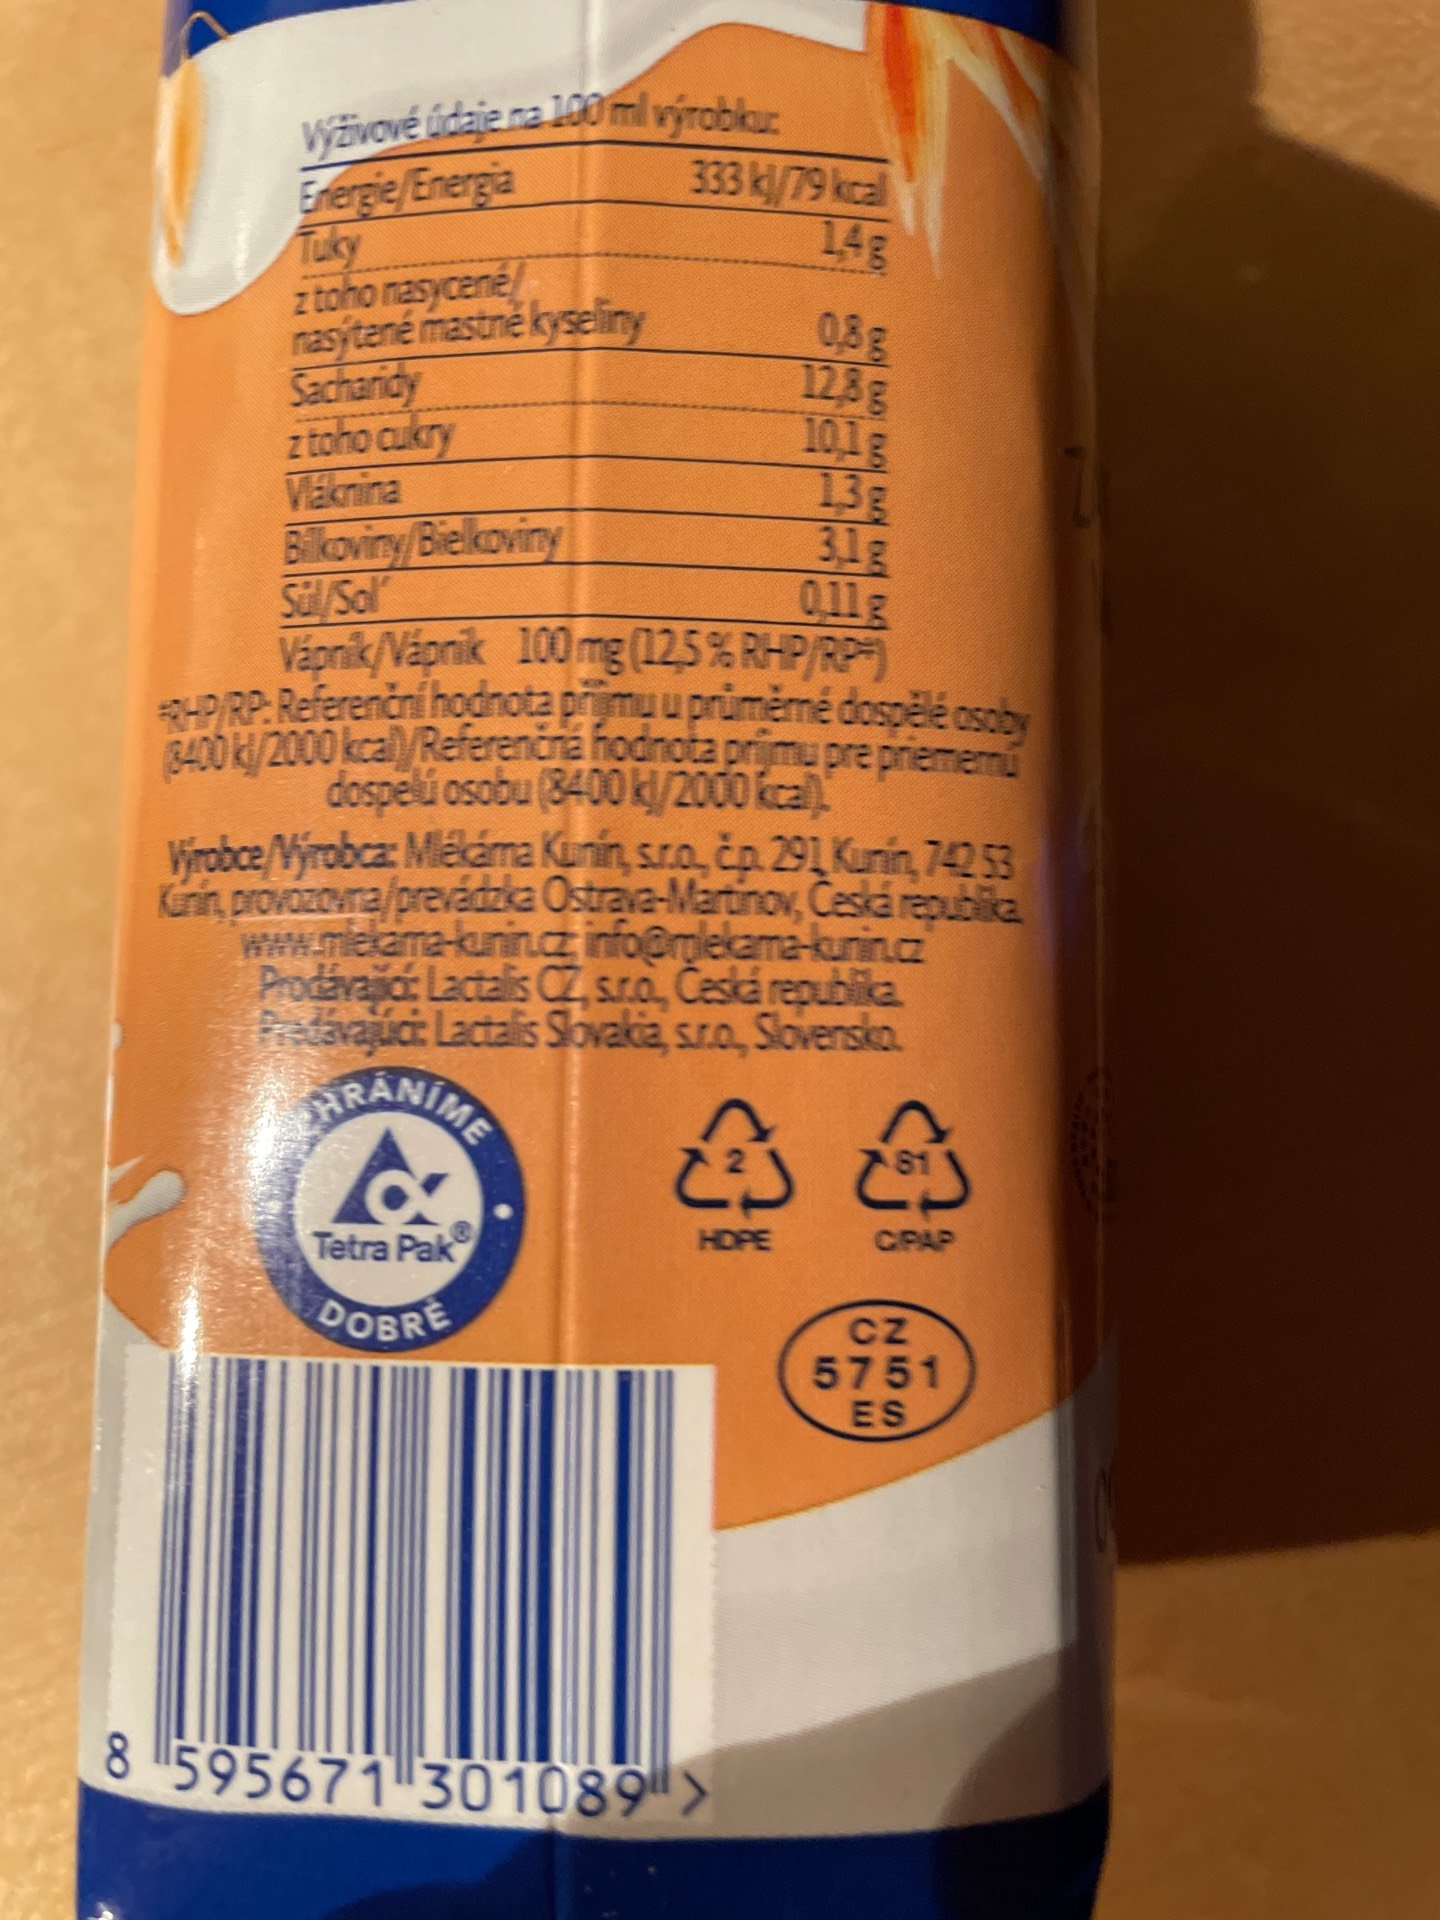 Výživové údaje na 100 ml výrobku:
Energie/Energia 333 kJ/79 kcal
Tuky 1,4 g
z toho nasycené/
nasýtené mastné kyseliny 0,8 g
Sacharidy 12,8 g
z toho cukry 10,1 g
Vláknina 1,3 g
Bílkoviny/Bielkoviny 3,1 g
Sůl/Soľ 0,11 g
Vápník/Vápnik 100 mg (12,5 % RHP/RP*)
*RHP/RP: Referenční hodnota příjmu u průměrné dospělé osoby
(8400 kJ/2000 kcal)/Referenčná hodnota príjmu pre priemernú
dospelú osobu (8400 kJ/2000 kcal).
Výrobce/Výrobca: Mlékárna Kunín, s.r.o., č.p. 291, Kunín, 742 53
Kunín, provozovna/prevádzka Ostrava-Martinov, Česká republika.
www.mlekarna-kunin.cz; info@mlekarna-kunin.cz
Prodávající: Lactalis CZ, s.r.o., Česká republika.
Predávajúci: Lactalis Slovakia, s.r.o., Slovensko.
CHRÁNÍME
Tetra Pak®
DOBRÉ
2
HDPE
81
C/PAP
CZ
5751
ES
8 595671 301089 >